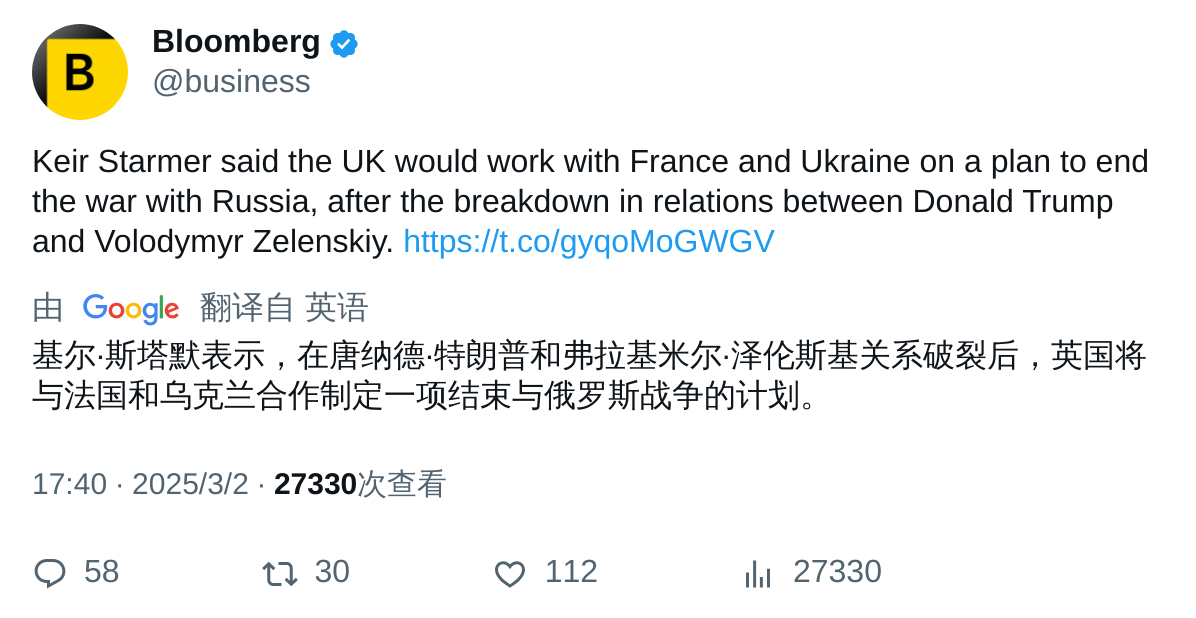 B
Bloomberg
@business
Keir Starmer said the UK would work with France and Ukraine on a plan to end
the war with Russia, after the breakdown in relations between Donald Trump
and Volodymyr Zelenskiy. https://t.co/gyqoMoGWGV
由 Google 翻译自 英语
基尔·斯塔默表示，在唐纳德·特朗普和弗拉基米尔·泽伦斯基关系破裂后，英国将
与法国和乌克兰合作制定一项结束与俄罗斯战争的计划。
17:40 · 2025/3/2 · 27330次查看
58 30 112 27330